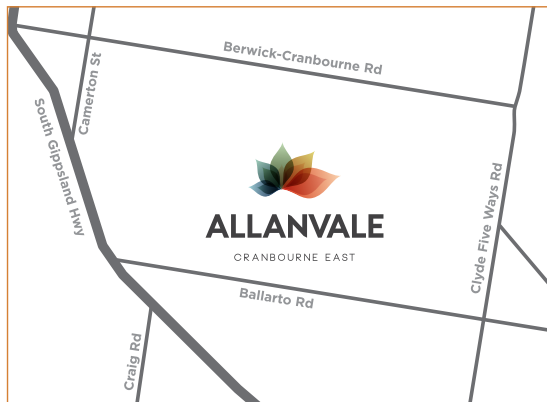 Berwick-Cranbourne Rd
Camerton St
South Gippsland Hwy
ALLANVALE
CRANBOURNE EAST
Clyde Five Ways Rd
Ballarto Rd
Craig Rd